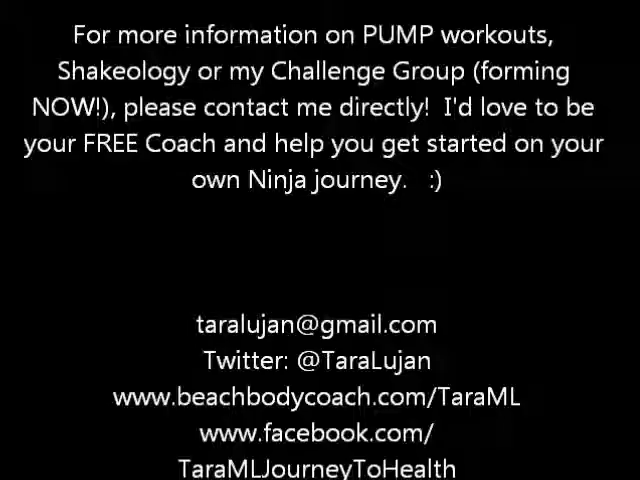 For more information on PUMP workouts,
Shakeology or my Challenge Group (forming
NOW!), please contact me directly!  I'd love to be
your FREE Coach and help you get started on your
own Ninja journey.   :)
taralujan@gmail.com
Twitter: @TaraLujan
www.beachbodycoach.com/TaraML
www.facebook.com/
TaraMLJourneyToHealth